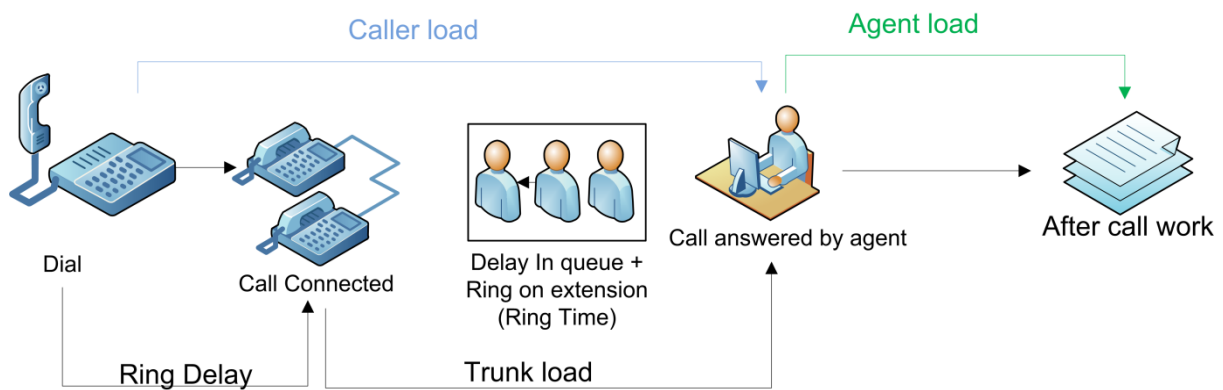 Caller load
Agent load
Dial
Call Connected
Delay In queue +
Ring on extension
(Ring Time)
Call answered by agent
After call work
Ring Delay
Trunk load